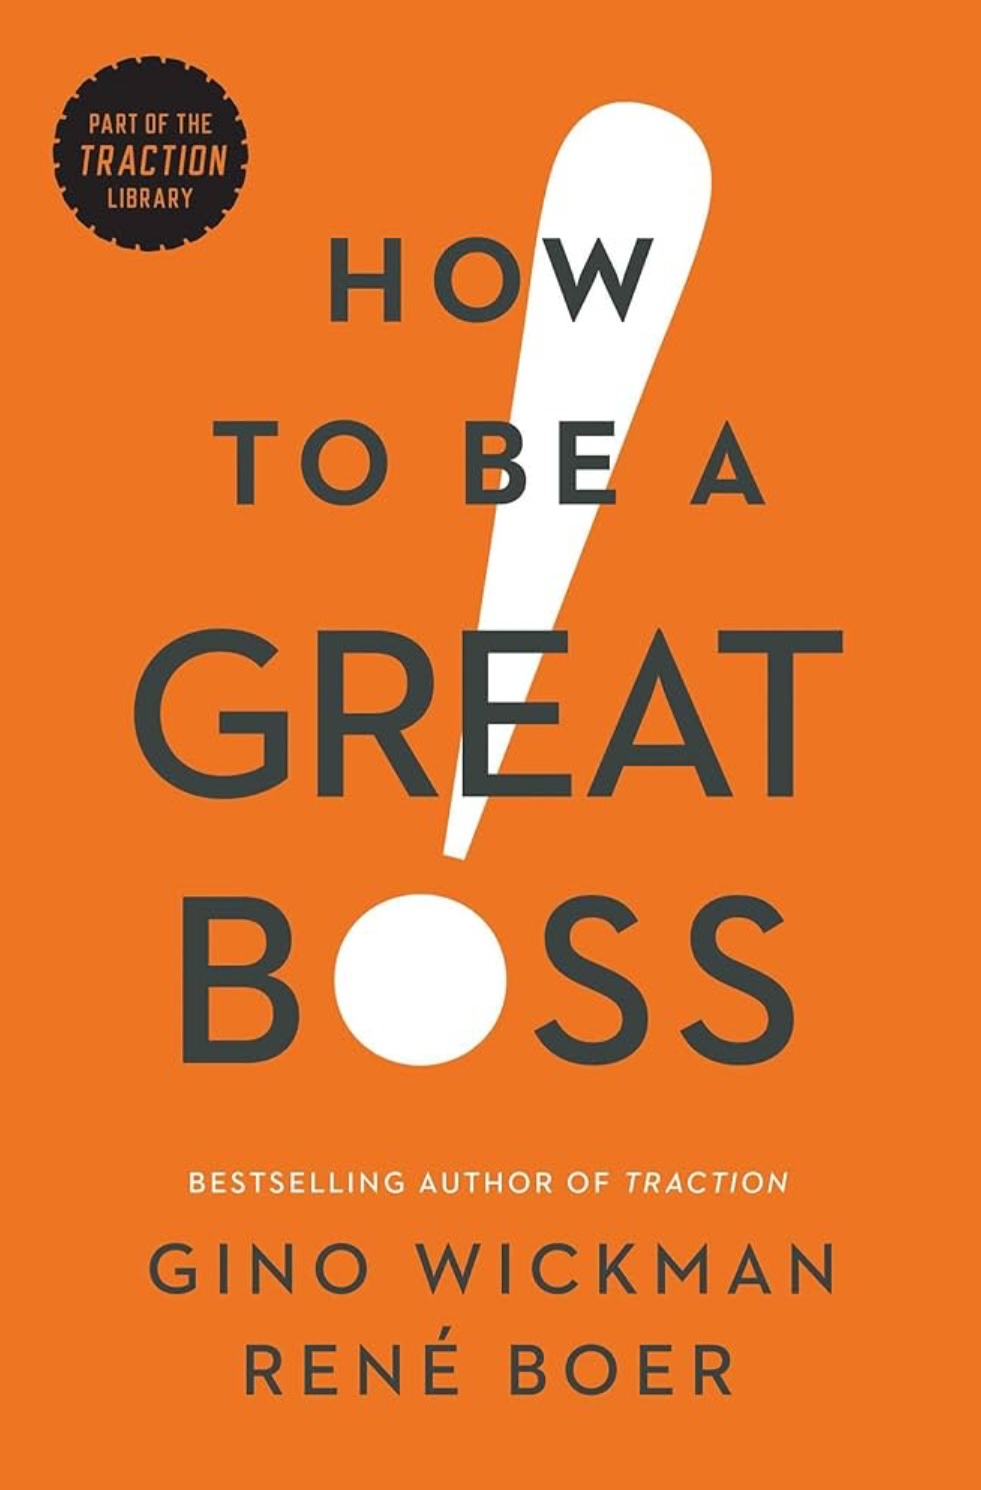 PART OF THE
TRACTION
LIBRARY
HOW
TO BE A
GREAT
BOSS
BESTSELLING AUTHOR OF TRACTION
GINO WICKMAN
RENÉ BOER